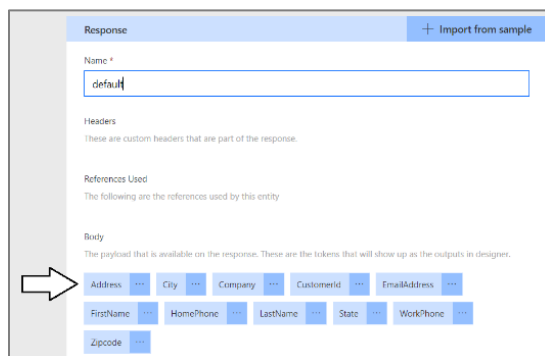 Response
+ Import from sample
Name *
default
Headers
These are custom headers that are part of the response.
References Used
The following are the references used by this entity
Body
The payload that is available on the response. These are the tokens that will show up as the outputs in designer.
Address ... City ... Company ... CustomerId ... EmailAddress ...
FirstName ... HomePhone ... LastName ... State ... WorkPhone ...
Zipcode ...